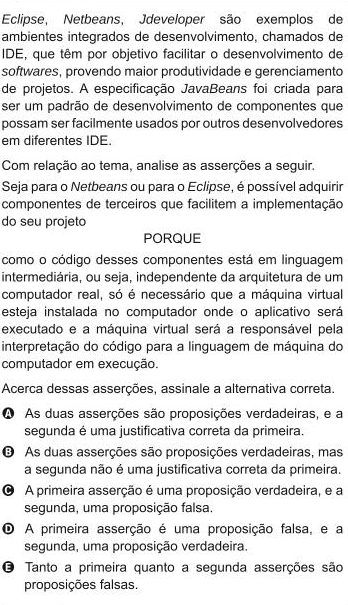 Eclipse, Netbeans, Jdeveloper são exemplos de
ambientes integrados de desenvolvimento, chamados de
IDE, que têm por objetivo facilitar o desenvolvimento de
softwares, provendo maior produtividade e gerenciamento
de projetos. A especificação JavaBeans foi criada para
ser um padrão de desenvolvimento de componentes que
possam ser facilmente usados por outros desenvolvedores
em diferentes IDE.
Com relação ao tema, analise as asserções a seguir.
Seja para o Netbeans ou para o Eclipse, é possível adquirir
componentes de terceiros que facilitem a implementação
do seu projeto
PORQUE
como o código desses componentes está em linguagem
intermediária, ou seja, independente da arquitetura de um
computador real, só é necessário que a máquina virtual
esteja instalada no computador onde o aplicativo será
executado e a máquina virtual será a responsável pela
interpretação do código para a linguagem de máquina do
computador em execução.
Acerca dessas asserções, assinale a alternativa correta.
A As duas asserções são proposições verdadeiras, e a
segunda é uma justificativa correta da primeira.
B As duas asserções são proposições verdadeiras, mas
a segunda não é uma justificativa correta da primeira.
C A primeira asserção é uma proposição verdadeira, e a
segunda, uma proposição falsa.
D A primeira asserção é uma proposição falsa, e a
segunda, uma proposição verdadeira.
E Tanto a primeira quanto a segunda asserções são
proposições falsas.